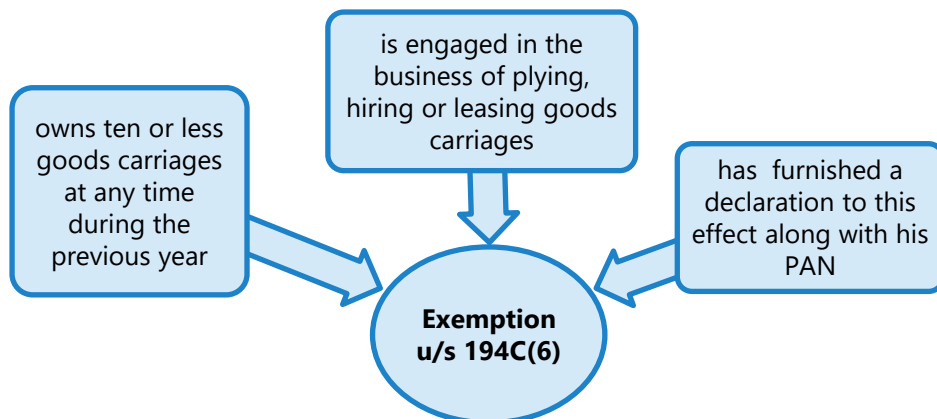 owns ten or less
goods carriages
at any time
during the
previous year
is engaged in the
business of plying,
hiring or leasing goods
carriages
has furnished a
declaration to this
effect along with his
PAN
Exemption
u/s 194C(6)